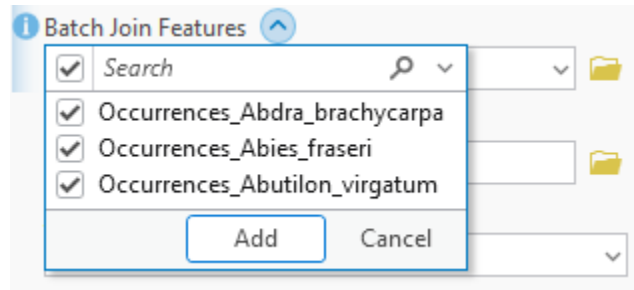 Batch Join Features
Search
Occurrences_Abdra_brachycarpa
Occurrences_Abies_fraseri
Occurrences_Abutilon_virgatum
Add Cancel